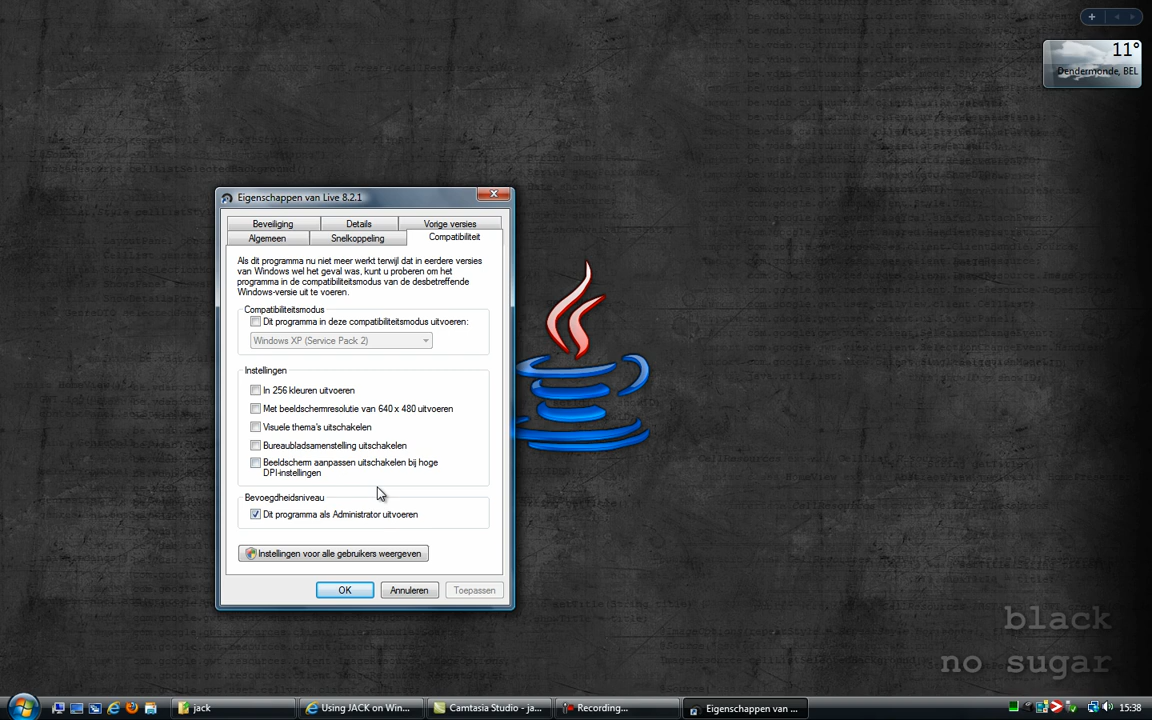 11°
Dendermonde, BEL
Eigenschappen van Live 8.2.1
Beveiliging
Details
Vorige versies
Algemeen
Snelkoppeling
Compatibiliteit
Als dit programma nu niet meer werkt terwijl dat in eerdere versies
van Windows wel het geval was, kunt u proberen om het
programma in de compatibiliteitsmodus van de desbetreffende
Windows-versie uit te voeren.
Compatibiliteitsmodus
Dit programma in deze compatibiliteitsmodus uitvoeren:
Windows XP (Service Pack 2)
Instellingen
In 256 kleuren uitvoeren
Met beeldschermresolutie van 640 x 480 uitvoeren
Visuele thema's uitschakelen
Bureaubladsamenstelling uitschakelen
Beeldscherm aanpassen uitschakelen bij hoge
DPI-instellingen
Bevoegdheidsniveau
Dit programma als Administrator uitvoeren
Instellingen voor alle gebruikers weergeven
OK
Annuleren
Toepassen
black
no sugar
jack
Using JACK on Win...
Camtasia Studio - ja...
Recording...
Eigenschappen van ...
15:38